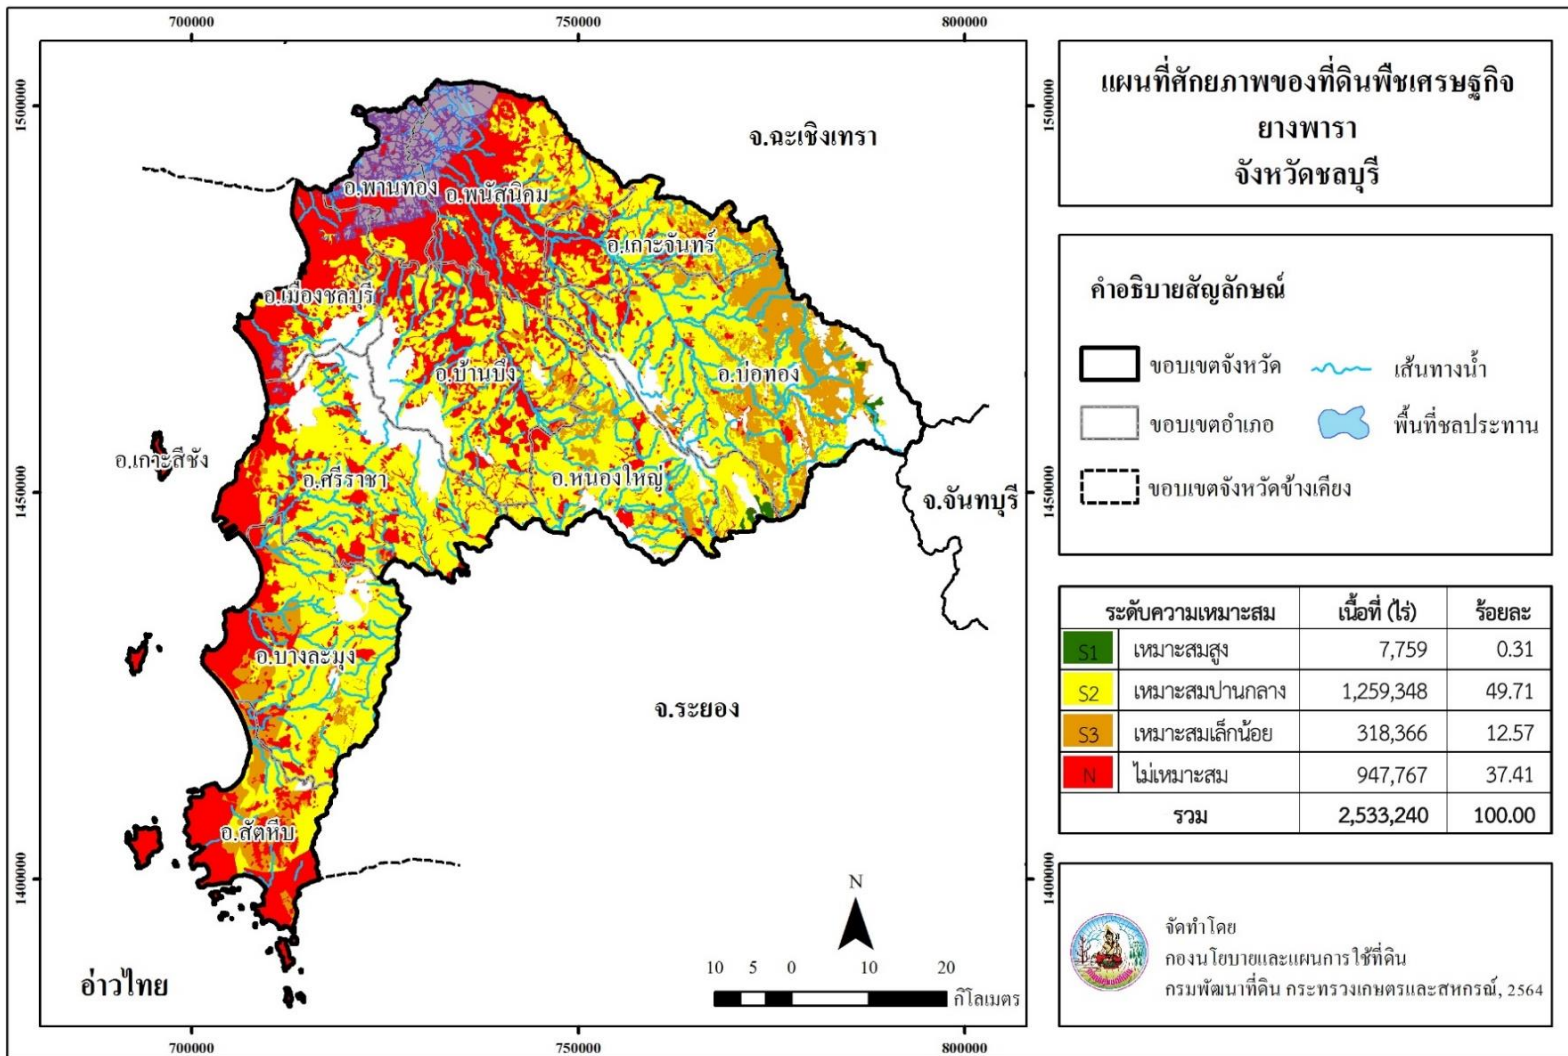 700000
750000
800000
1500000
1500000
1450000
1450000
1400000
1400000
จ.ฉะเชิงเทรา
อ.พานทอง
อ.พนัสนิคม
อ.เกาะจันทร์
อ.เมืองชลบุรี
อ.บ้านบึง
อ.บ่อทอง
อ.เกาะสีชัง
อ.ศรีราชา
อ.หนองใหญ่
จ.จันทบุรี
อ.บางละมุง
จ.ระยอง
อ.สัตหีบ
อ่าวไทย
N
10 5 0 10 20
กิโลเมตร
700000
750000
800000
แผนที่ศักยภาพของที่ดินพืชเศรษฐกิจ
ยางพารา
จังหวัดชลบุรี
คำอธิบายสัญลักษณ์
ขอบเขตจังหวัด
เส้นทางน้ำ
ขอบเขตอำเภอ
พื้นที่ชลประทาน
ขอบเขตจังหวัดข้างเคียง
ระดับความเหมาะสม เนื้อที่ (ไร่) ร้อยละ
S1 เหมาะสมสูง 7,759 0.31
S2 เหมาะสมปานกลาง 1,259,348 49.71
S3 เหมาะสมเล็กน้อย 318,366 12.57
N ไม่เหมาะสม 947,767 37.41
รวม 2,533,240 100.00
จัดทำโดย
กองนโยบายและแผนการใช้ที่ดิน
กรมพัฒนาที่ดิน กระทรวงเกษตรและสหกรณ์, 2564